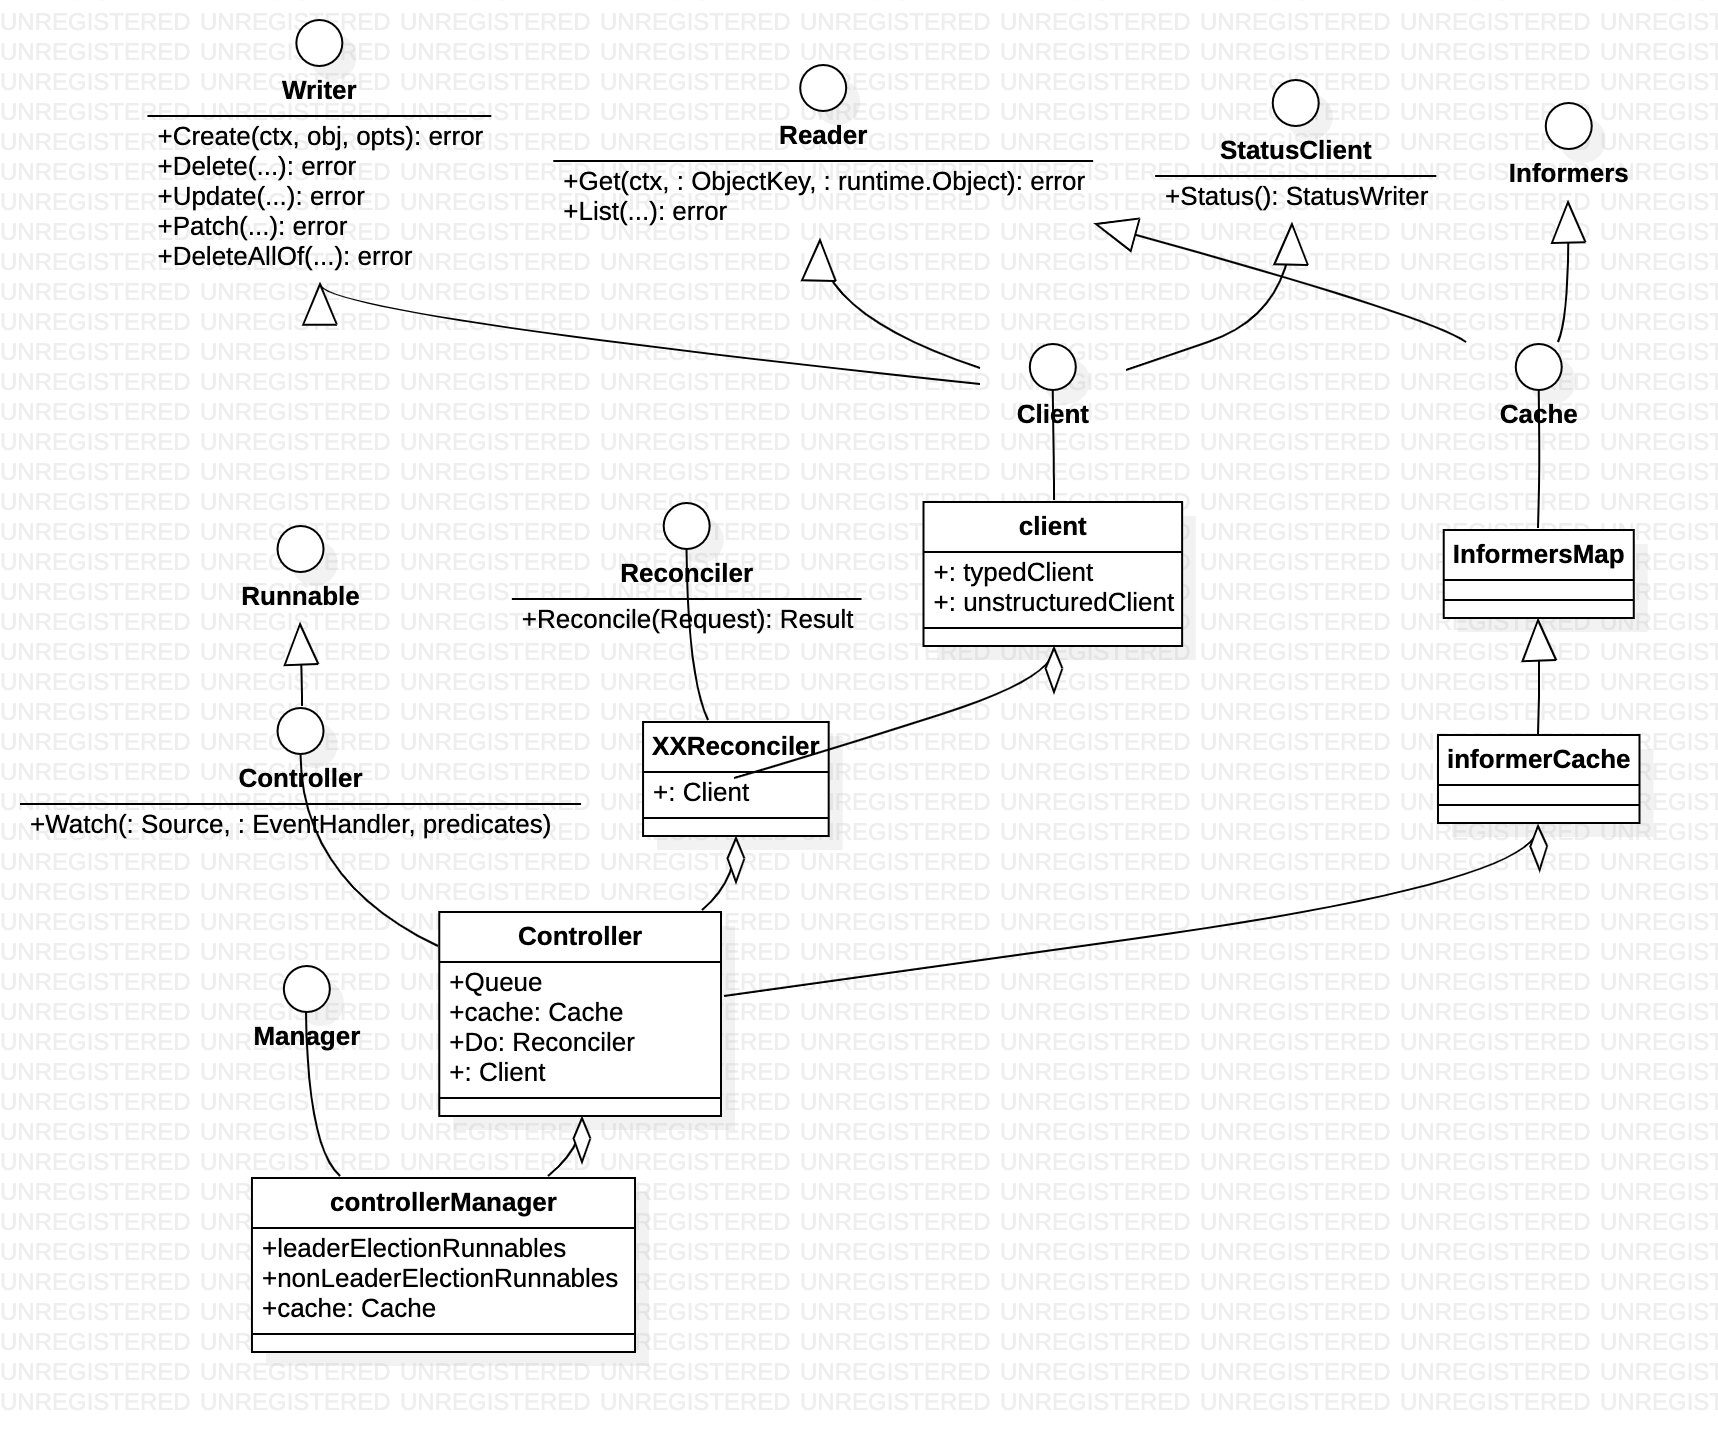 Writer
+Create(ctx, obj, opts): error
+Delete(...): error
+Update(...): error
+Patch(...): error
+DeleteAllOf(...): error
Reader
+Get(ctx, : ObjectKey, : runtime.Object): error
+List(...): error
StatusClient
+Status(): StatusWriter
Informers
Client
Cache
client
+: typedClient
+: unstructuredClient
InformersMap
Reconciler
+Reconcile(Request): Result
Runnable
Controller
+Watch(: Source, : EventHandler, predicates)
XXReconciler
+: Client
informerCache
Controller
+Queue
+cache: Cache
+Do: Reconciler
+: Client
Manager
controllerManager
+leaderElectionRunnables
+nonLeaderElectionRunnables
+cache: Cache
UNREGISTERED